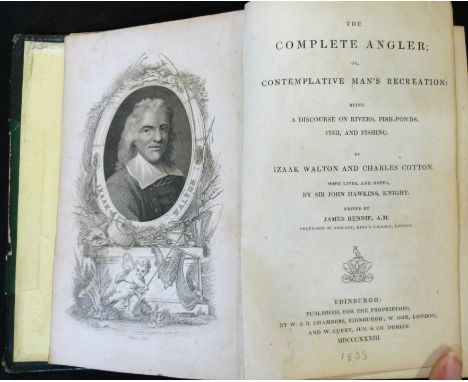 THE
COMPLETE ANGLER;
OR,
CONTEMPLATIVE MAN'S RECREATION:
BEING
A DISCOURSE ON RIVERS, FISH-PONDS,
FISH, AND FISHING.
BY
IZAAK WALTON AND CHARLES COTTON.
WITH LIVES, AND NOTES,
BY SIR JOHN HAWKINS, KNIGHT.
EDITED BY
JAMES RENNIE, A.M.
PROFESSOR OF ZOOLOGY, KING'S COLLEGE, LONDON.
EDINBURGH:
PUBLISHED, FOR THE PROPRIETORS,
BY W. & R. CHAMBERS, EDINBURGH; W. ORR, LONDON,
AND W. CURRY, JUN. & CO. DUBLIN.
MDCCCXXXIII.
1833
IZAAK WALTON